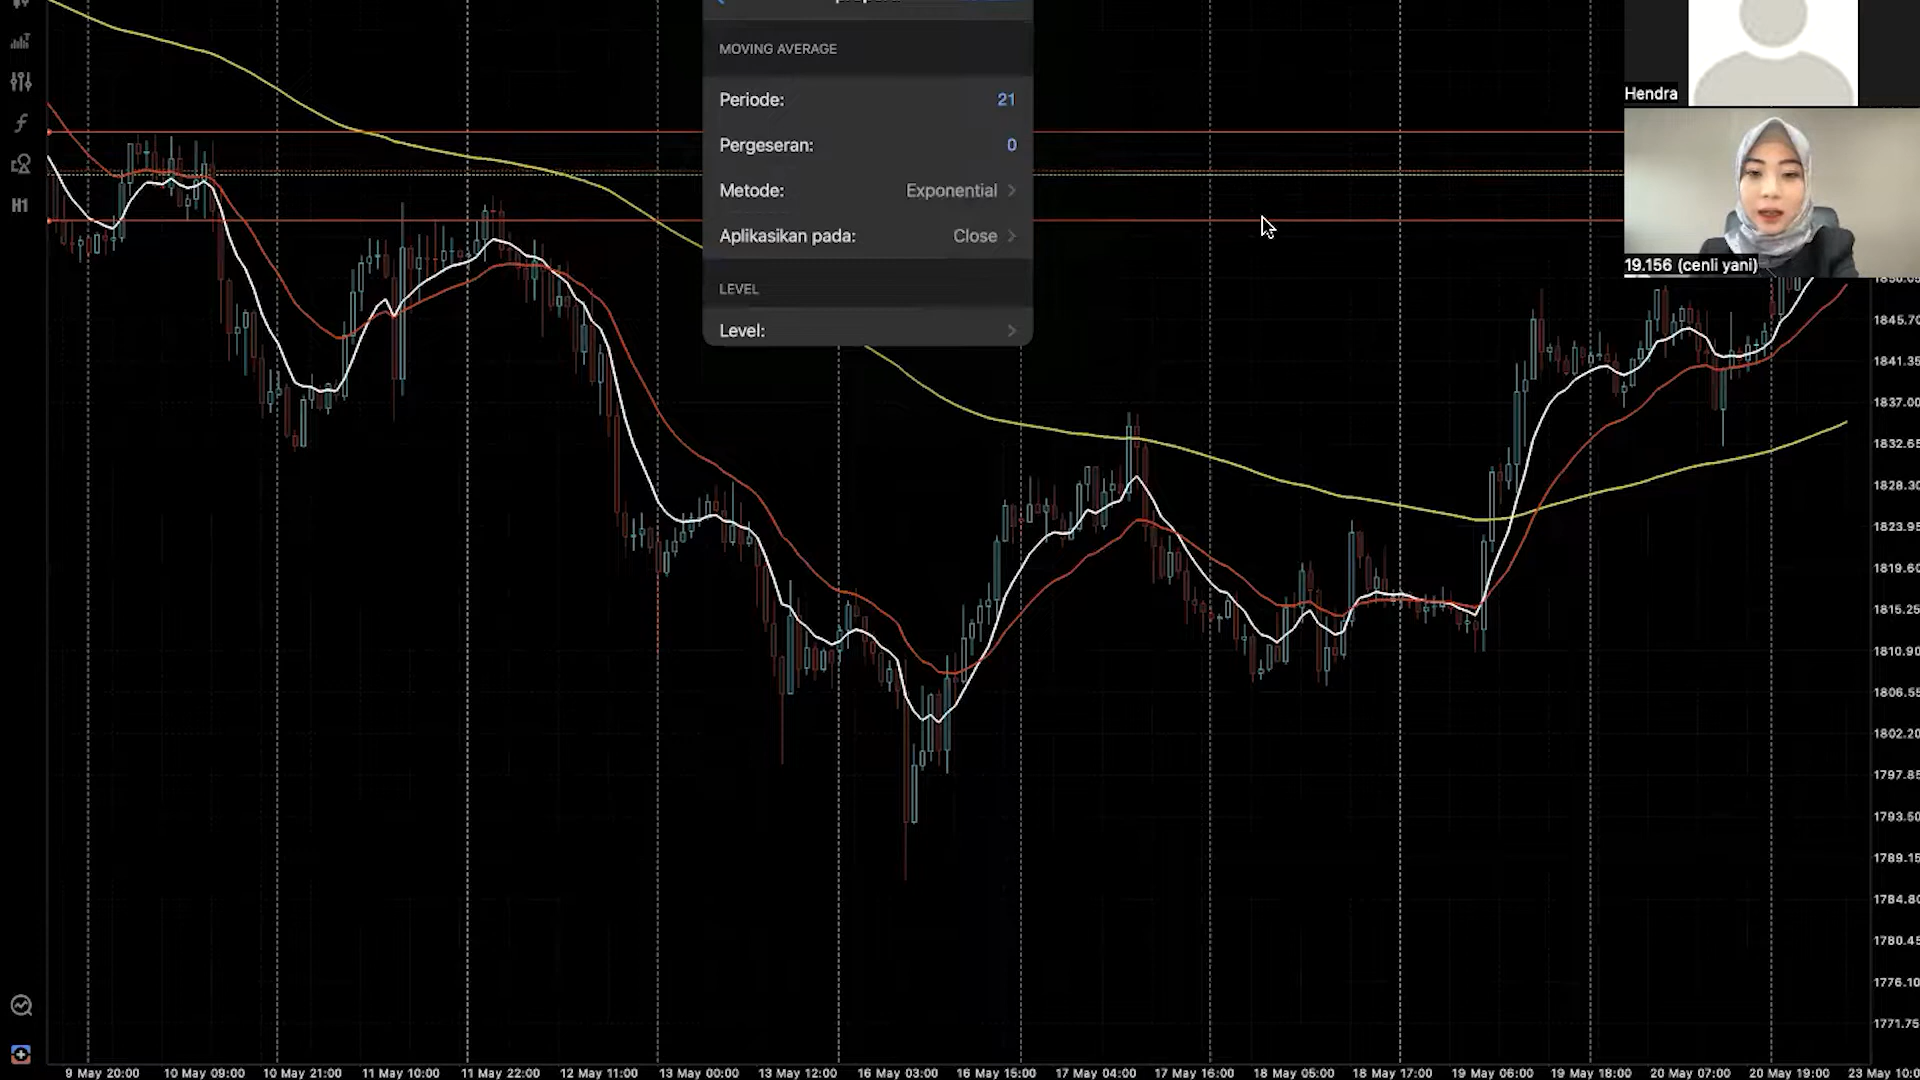 MOVING AVERAGE
Periode: 21
Pergeseran: 0
Metode: Exponential
Aplikasikan pada: Close
LEVEL
Level:
H1
Hendra
19.156 (cenli yani)
1845.70
1841.35
1837.00
1832.65
1828.30
1823.95
1819.60
1815.25
1810.90
1806.55
1802.20
1797.85
1793.50
1789.15
1784.80
1780.45
1776.10
1771.75
9 May 20:00 10 May 09:00 10 May 21:00 11 May 10:00 11 May 22:00 12 May 11:00 13 May 00:00 13 May 12:00 16 May 03:00 16 May 15:00 17 May 04:00 17 May 16:00 18 May 05:00 18 May 17:00 19 May 06:00 19 May 18:00 20 May 07:00 20 May 19:00 23 May 10:0